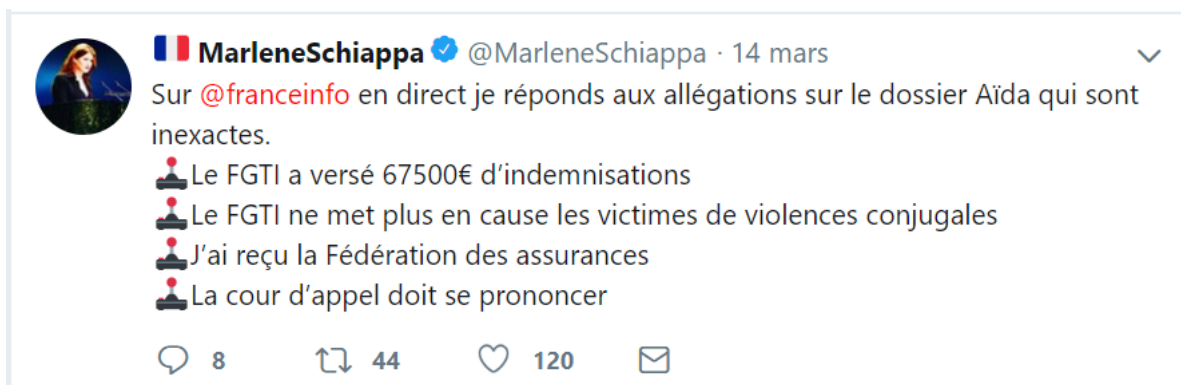 🇫🇷 MarleneSchiappa @MarleneSchiappa · 14 mars
Sur @franceinfo en direct je réponds aux allégations sur le dossier Aïda qui sont
inexactes.
🕹️Le FGTI a versé 67500€ d’indemnisations
🕹️Le FGTI ne met plus en cause les victimes de violences conjugales
🕹️J’ai reçu la Fédération des assurances
🕹️La cour d’appel doit se prononcer
8 44 120